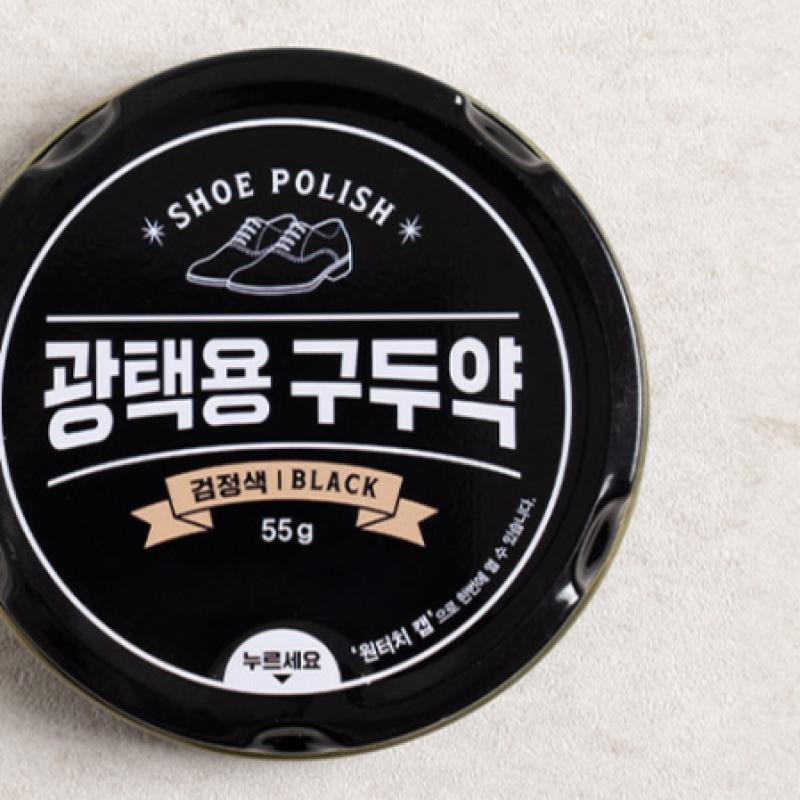 SHOE POLISH
광택용 구두약
검정색 | BLACK
55g
누르세요
'원터치 캡'으로 한번에 열 수 있습니다.